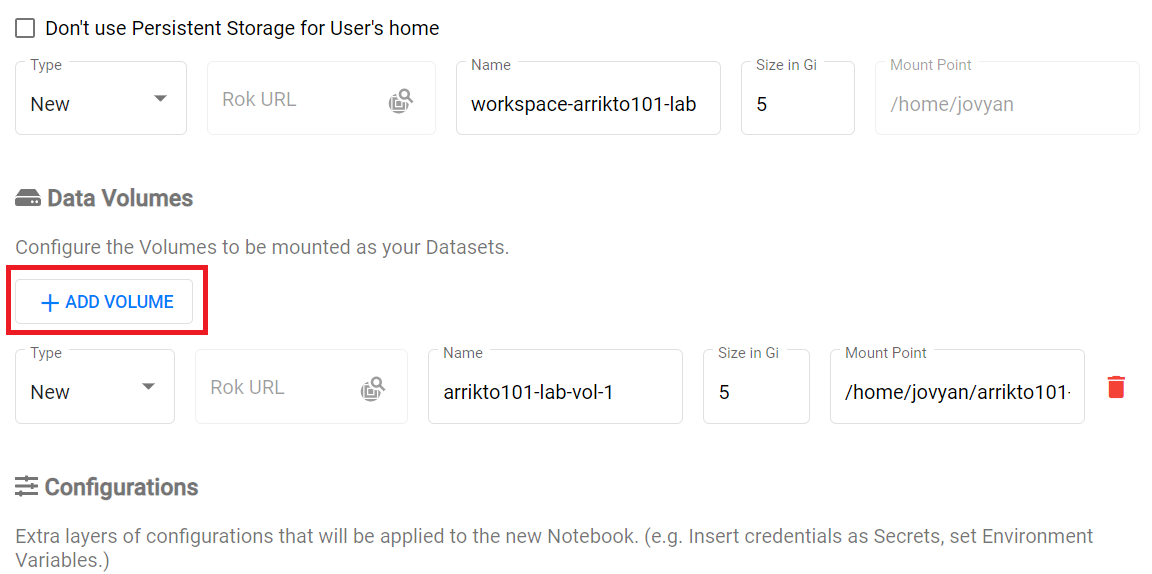 Don't use Persistent Storage for User's home
Type
New
Rok URL
Name
workspace-arrikto101-lab
Size in Gi
5
Mount Point
/home/jovyan
Data Volumes
Configure the Volumes to be mounted as your Datasets.
ADD VOLUME
Type
New
Rok URL
Name
arrikto101-lab-vol-1
Size in Gi
5
Mount Point
/home/jovyan/arrikto101-
Configurations
Extra layers of configurations that will be applied to the new Notebook. (e.g. Insert credentials as Secrets, set Environment
Variables.)